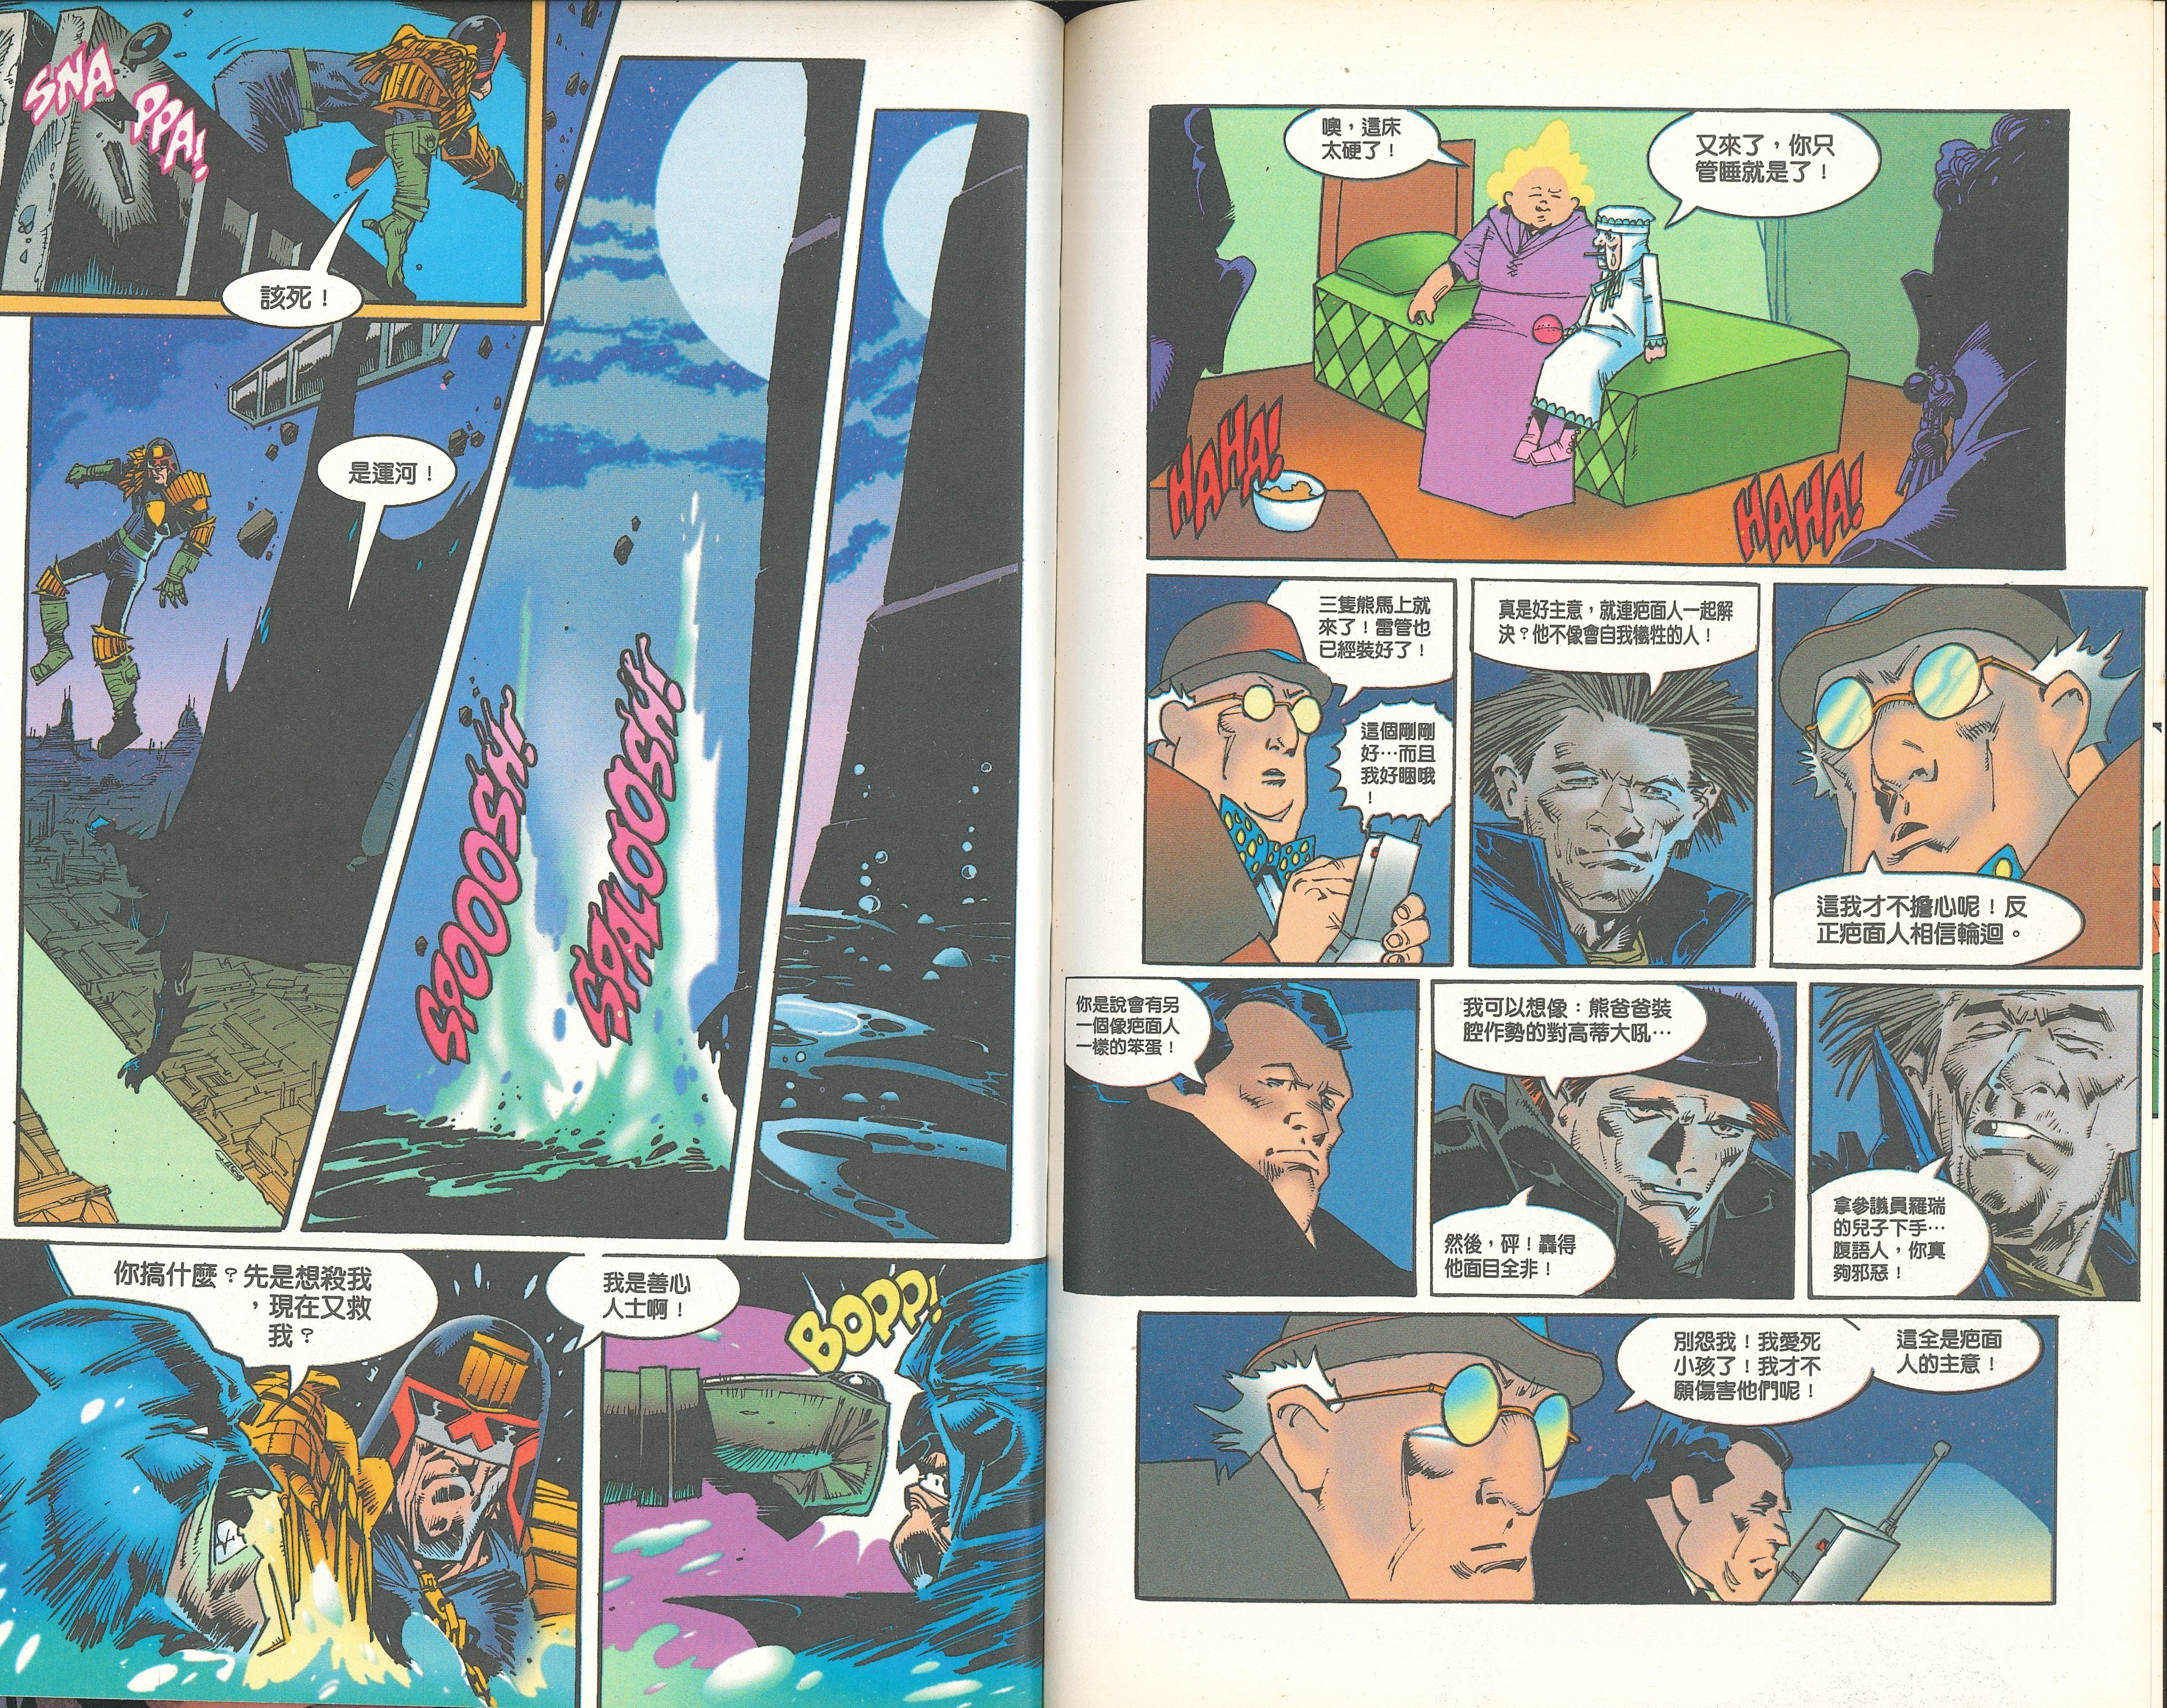 SNA
PPA!
該死！
是運河！
SPOOOSH!
SPALOOOSH!
你搞什麼？先是想殺我
，現在又救
我？
我是善心
人士啊！
BOPP!
噢，這床
太硬了！
又來了，你只
管睡就是了！
HAHA!
HAHA!
三隻熊馬上就
來了！雷管也
已經裝好了！
這個剛剛
好⋯而且
我好睏哦
！
真是好主意，就連疤面人一起解
決？他不像會自我犧牲的人！
這我才不擔心呢！反
正疤面人相信輪迴。
你是說會有另
一個像疤面人
一樣的笨蛋！
我可以想像：熊爸爸裝
腔作勢的對高蒂大吼⋯
然後，砰！轟得
他面目全非！
拿參議員羅瑞
的兒子下手⋯
腹語人，你真
夠邪惡！
別怨我！我愛死
小孩了！我才不
願傷害他們呢！
這全是疤面
人的主意！